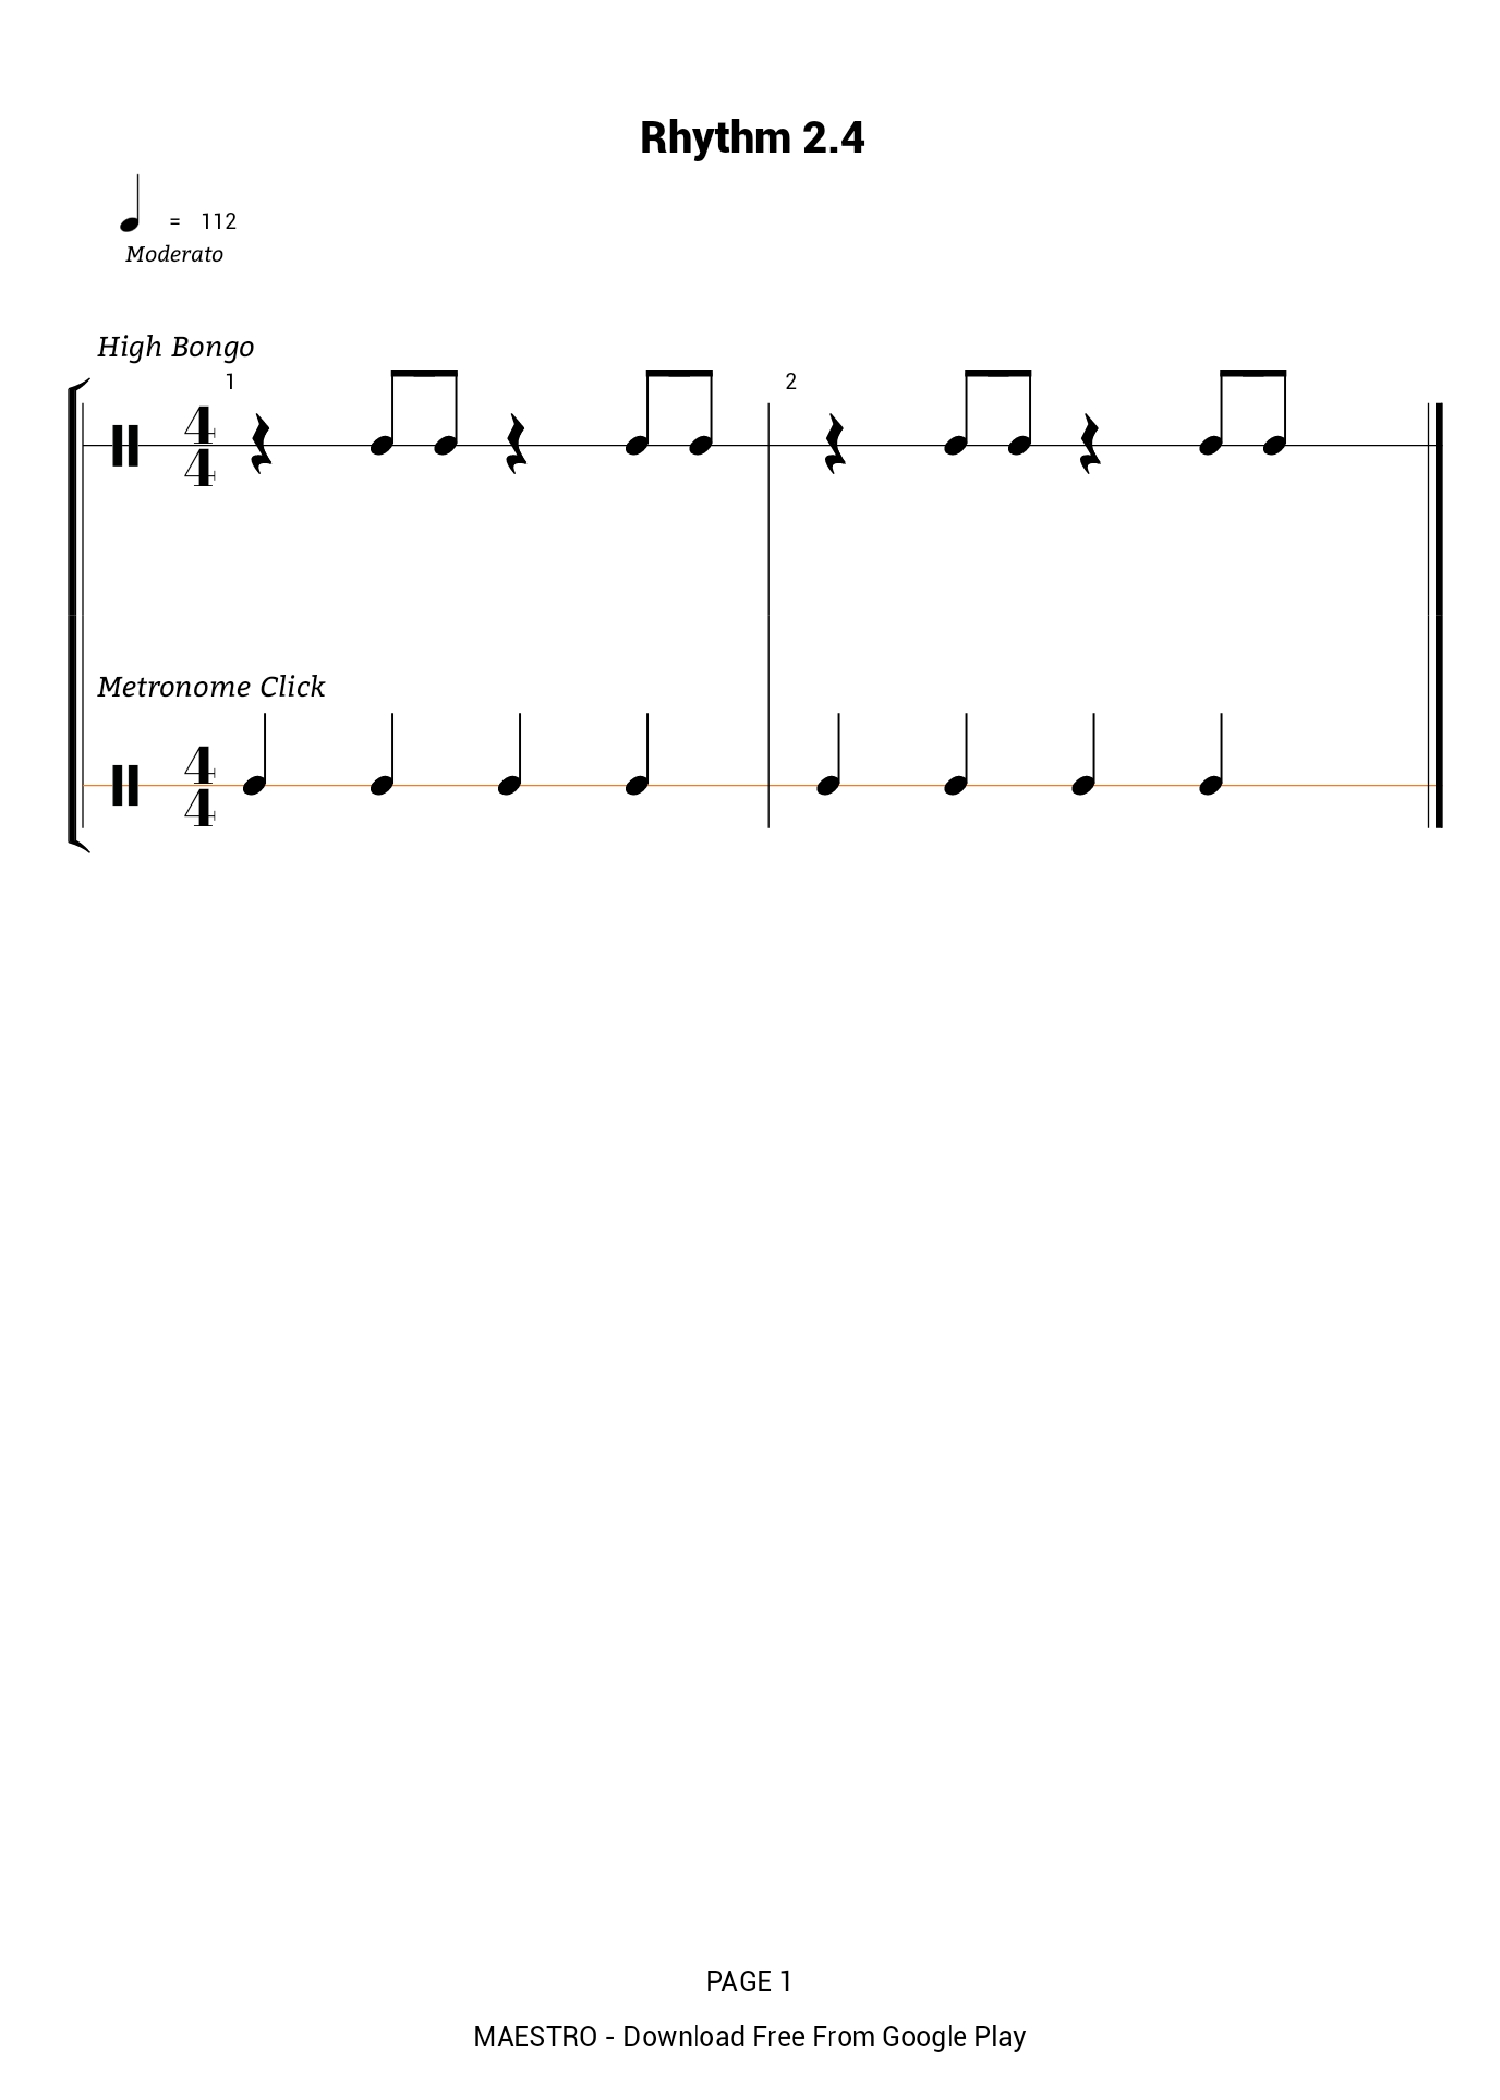 Rhythm 2.4
= 112
Moderato
High Bongo
1
2
4
4
Metronome Click
4
4
PAGE 1
MAESTRO - Download Free From Google Play